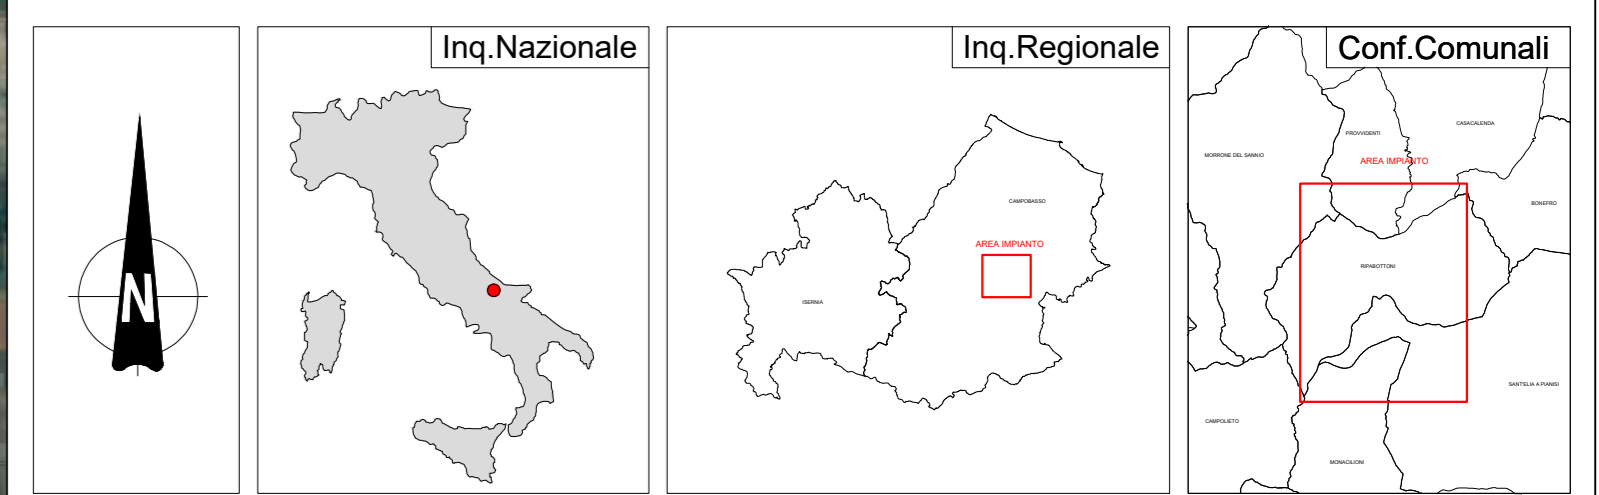 N
Inq.Nazionale
Inq.Regionale
CAMPOBASSO
AREA IMPIANTO
ISERNIA
Conf.Comunali
CASACALENDA
PROVVIDENTI
MORRONE DEL SANNIO
AREA IMPIANTO
BONEFRO
RIPABOTTONI
SANT'ELIA A PIANISI
CAMPOLIETO
MONACILIONI